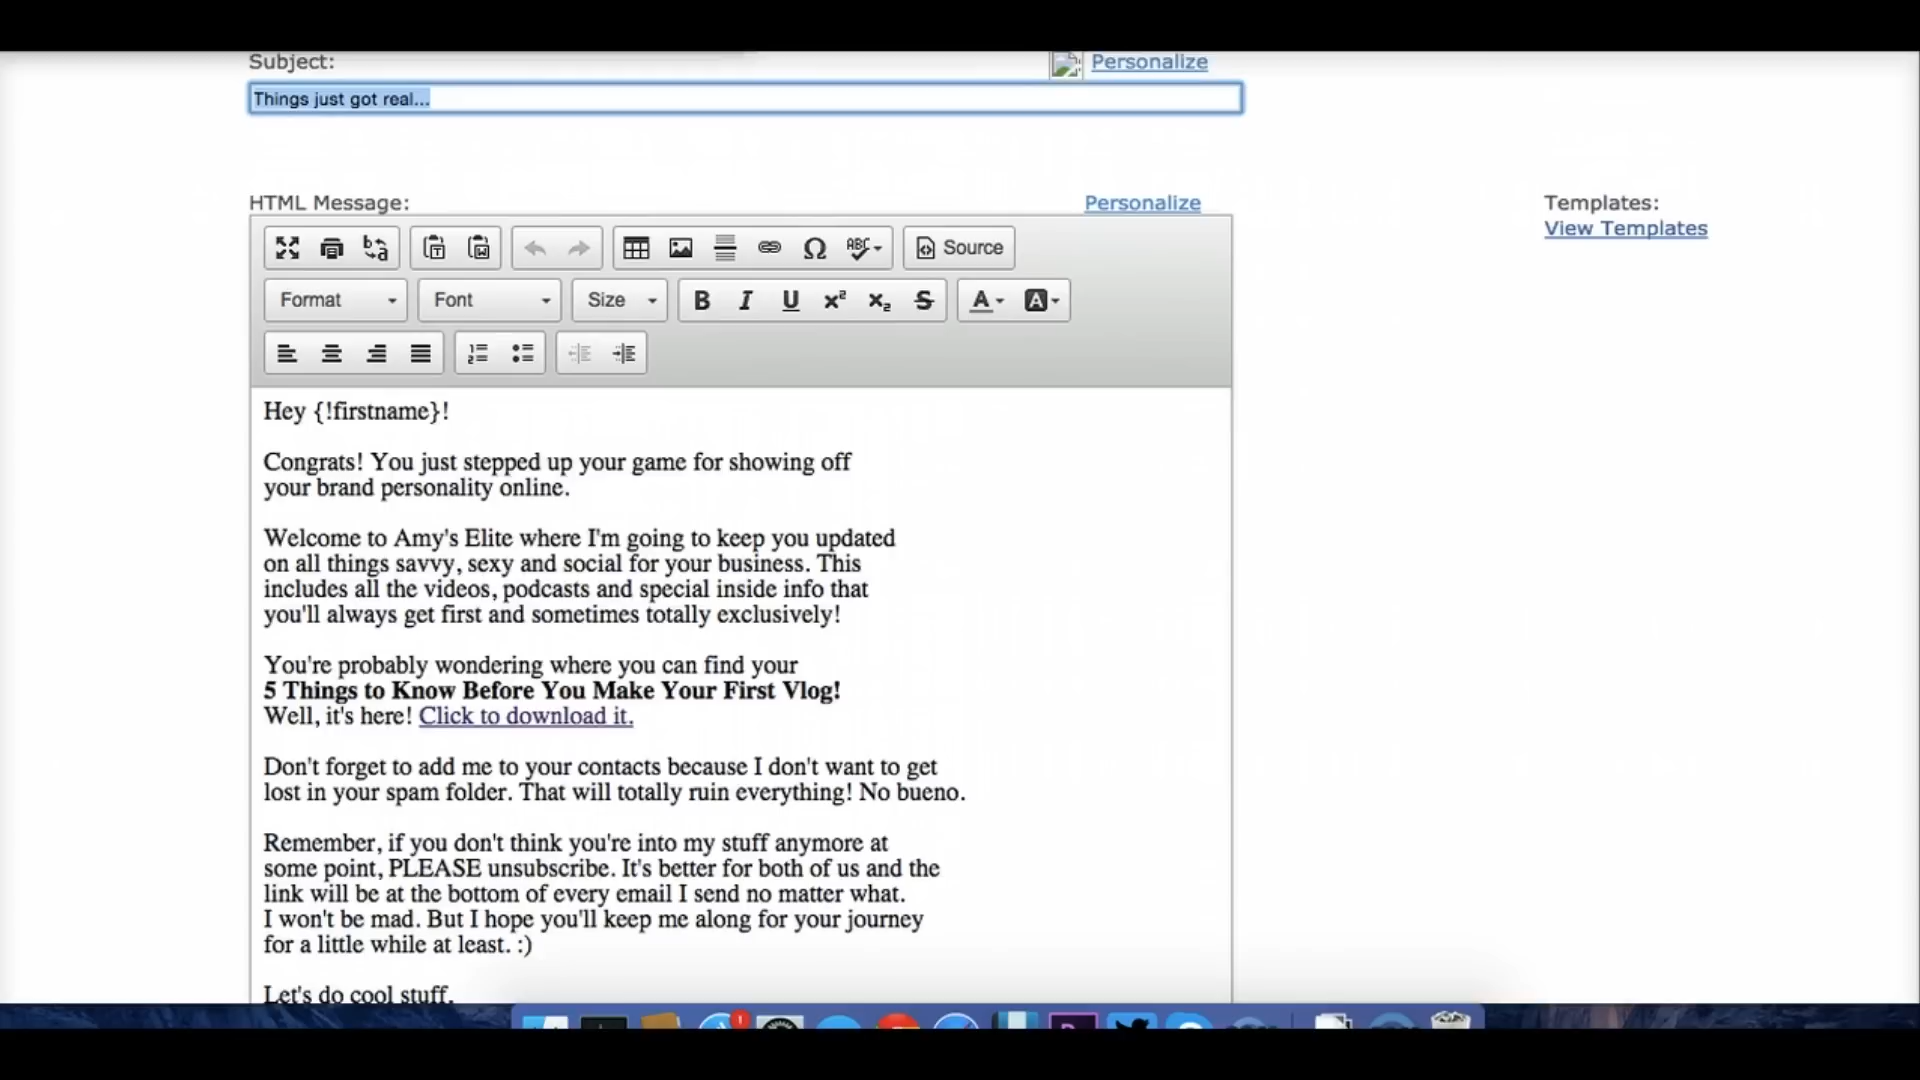 Subject:
Personalize
Things just got real...
HTML Message:
Personalize
Templates:
View Templates
Source
Format
Font
Size
Hey {!firstname}!
Congrats! You just stepped up your game for showing off
your brand personality online.
Welcome to Amy's Elite where I'm going to keep you updated
on all things savvy, sexy and social for your business. This
includes all the videos, podcasts and special inside info that
you'll always get first and sometimes totally exclusively!
You're probably wondering where you can find your
5 Things to Know Before You Make Your First Vlog!
Well, it's here! Click to download it.
Don't forget to add me to your contacts because I don't want to get
lost in your spam folder. That will totally ruin everything! No bueno.
Remember, if you don't think you're into my stuff anymore at
some point, PLEASE unsubscribe. It's better for both of us and the
link will be at the bottom of every email I send no matter what.
I won't be mad. But I hope you'll keep me along for your journey
for a little while at least. :)
Let's do cool stuff,